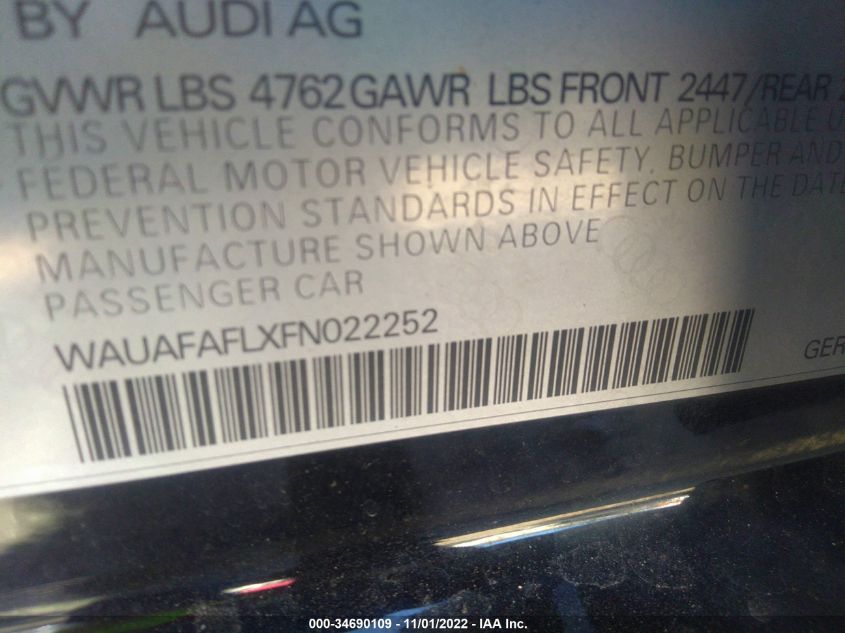 BY AUDI AG
GVWR LBS 4762 GAWR LBS FRONT 2447/REAR
THIS VEHICLE CONFORMS TO ALL APPLICABLE
FEDERAL MOTOR VEHICLE SAFETY, BUMPER AND
PREVENTION STANDARDS IN EFFECT ON THE DATE
MANUFACTURE SHOWN ABOVE
PASSENGER CAR
WAUAFAFLXFN022252
GER
000-34690109 - 11/01/2022 - IAA Inc.